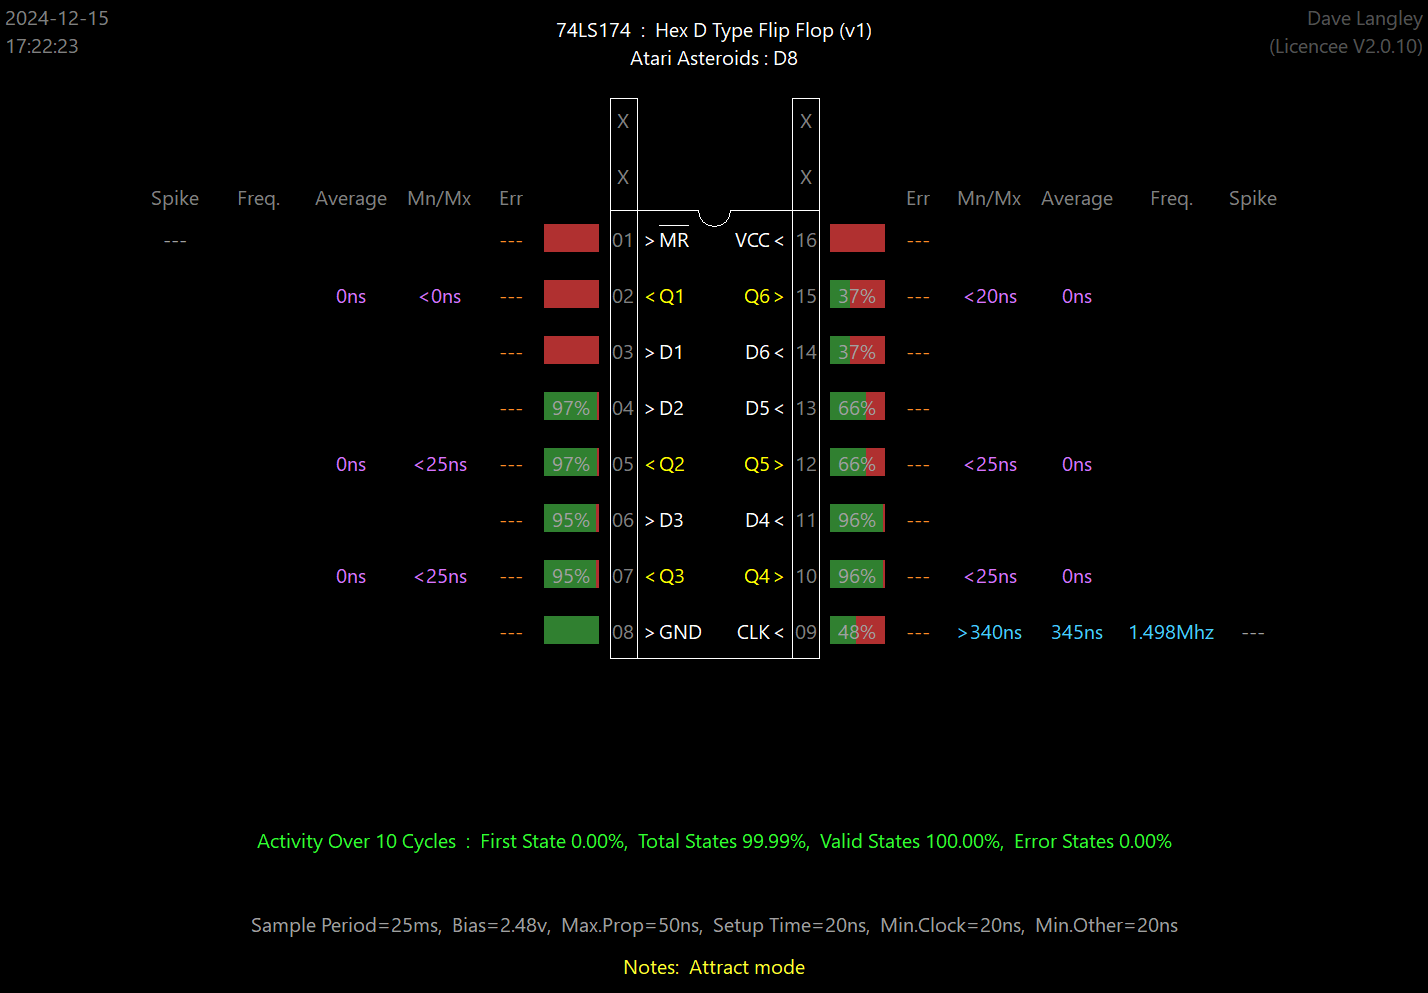 2024-12-15
17:22:23
74LS174 : Hex D Type Flip Flop (v1)
Atari Asteroids : D8
Dave Langley
(Licencee V2.0.10)
X X
X X
Spike Freq. Average Mn/Mx Err Err Mn/Mx Average Freq. Spike
--- --- 01 > MR VCC < 16 ---
0ns <0ns --- 02 < Q1 Q6 > 15 37% --- <20ns 0ns
--- 03 > D1 D6 < 14 37% ---
--- 97% 04 > D2 D5 < 13 66% ---
0ns <25ns --- 97% 05 < Q2 Q5 > 12 66% --- <25ns 0ns
--- 95% 06 > D3 D4 < 11 96% ---
0ns <25ns --- 95% 07 < Q3 Q4 > 10 96% --- <25ns 0ns
--- 08 > GND CLK < 09 48% --- >340ns 345ns 1.498Mhz ---
Activity Over 10 Cycles : First State 0.00%, Total States 99.99%, Valid States 100.00%, Error States 0.00%
Sample Period=25ms, Bias=2.48v, Max.Prop=50ns, Setup Time=20ns, Min.Clock=20ns, Min.Other=20ns
Notes: Attract mode